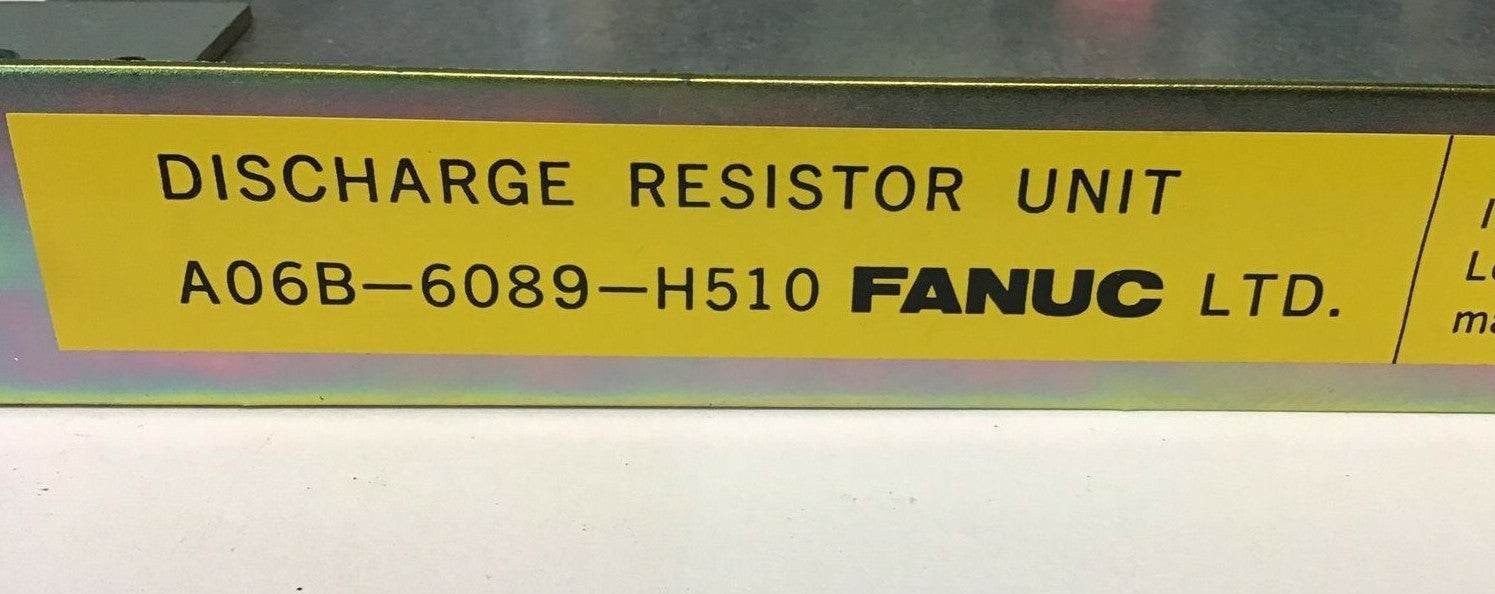 DISCHARGE RESISTOR UNIT
A06B-6089-H510 FANUC LTD.